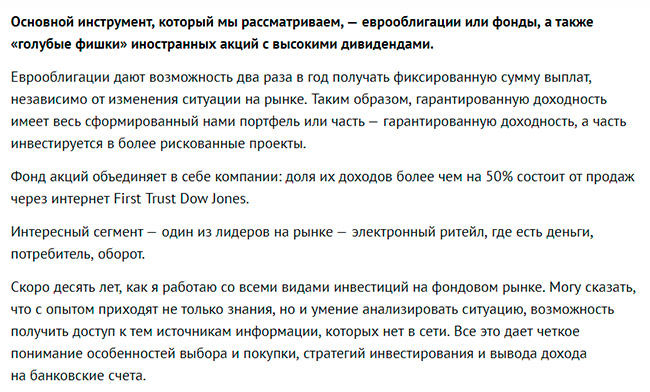 Основной инструмент, который мы рассматриваем, — еврооблигации или фонды, а также
«голубые фишки» иностранных акций с высокими дивидендами.
Еврооблигации дают возможность два раза в год получать фиксированную сумму выплат,
независимо от изменения ситуации на рынке. Таким образом, гарантированную доходность
имеет весь сформированный нами портфель или часть — гарантированную доходность, а часть
инвестируется в более рискованные проекты.
Фонд акций объединяет в себе компании: доля их доходов более чем на 50% состоит от продаж
через интернет First Trust Dow Jones.
Интересный сегмент — один из лидеров на рынке — электронный ритейл, где есть деньги,
потребитель, оборот.
Скоро десять лет, как я работаю со всеми видами инвестиций на фондовом рынке. Могу сказать,
что с опытом приходят не только знания, но и умение анализировать ситуацию, возможность
получить доступ к тем источникам информации, которых нет в сети. Все это дает четкое
понимание особенностей выбора и покупки, стратегий инвестирования и вывода дохода
на банковские счета.